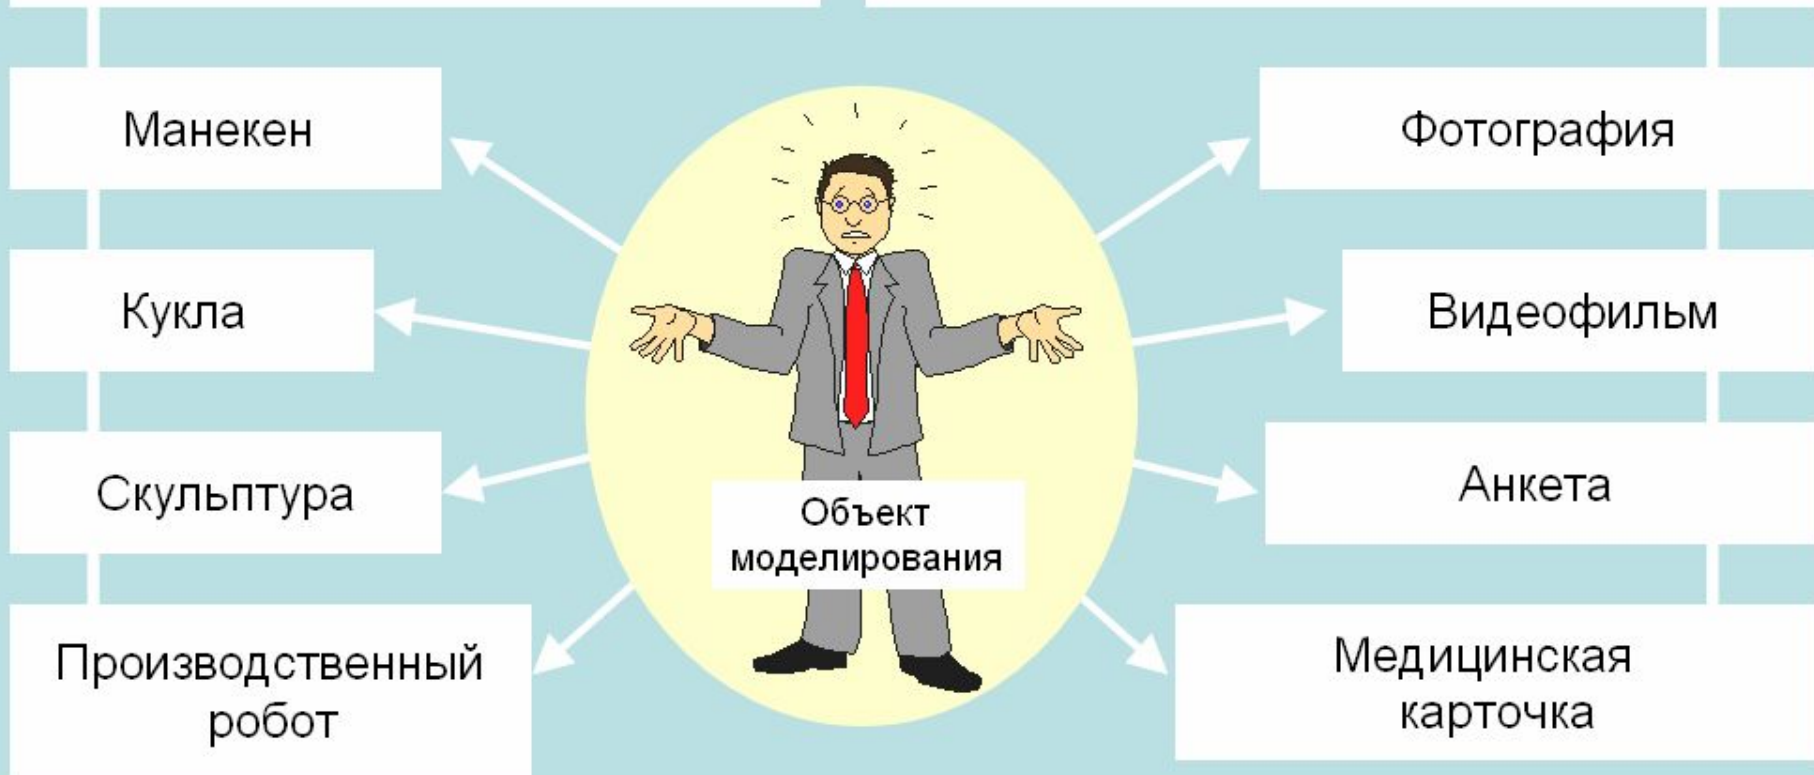 Манекен
Фотография
Кукла
Видеофильм
Скульптура
Анкета
Объект
моделирования
Производственный
робот
Медицинская
карточка